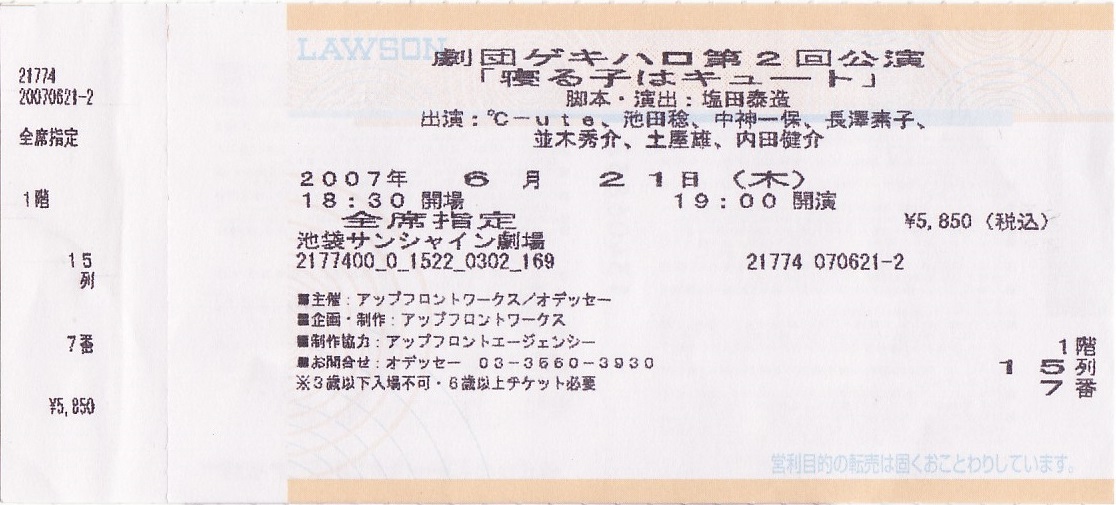 21774
20070621-2
全席指定
1階
15
列
7番
¥5,850
LAWSON
劇団ゲキハロ第2回公演
「寝る子はキュート」
脚本・演出：塩田泰造
出演：℃-ute、池田稔、中神一保、長澤素子、
並木秀介、土屋雄、内田健介
2007年 6月 21日（木）
18：30 開場 19：00 開演
全席指定 ¥5,850（税込）
池袋サンシャイン劇場
2177400_0_1522_0302_169 21774 070621-2
■主催：アップフロントワークス／オデッセー
■企画・制作：アップフロントワークス
■制作協力：アップフロントエージェンシー
■お問合せ：オデッセー 03-3560-3930
※3歳以下入場不可・6歳以上チケット必要
1階
15列
7番
営利目的の転売は固くおことわりしています。